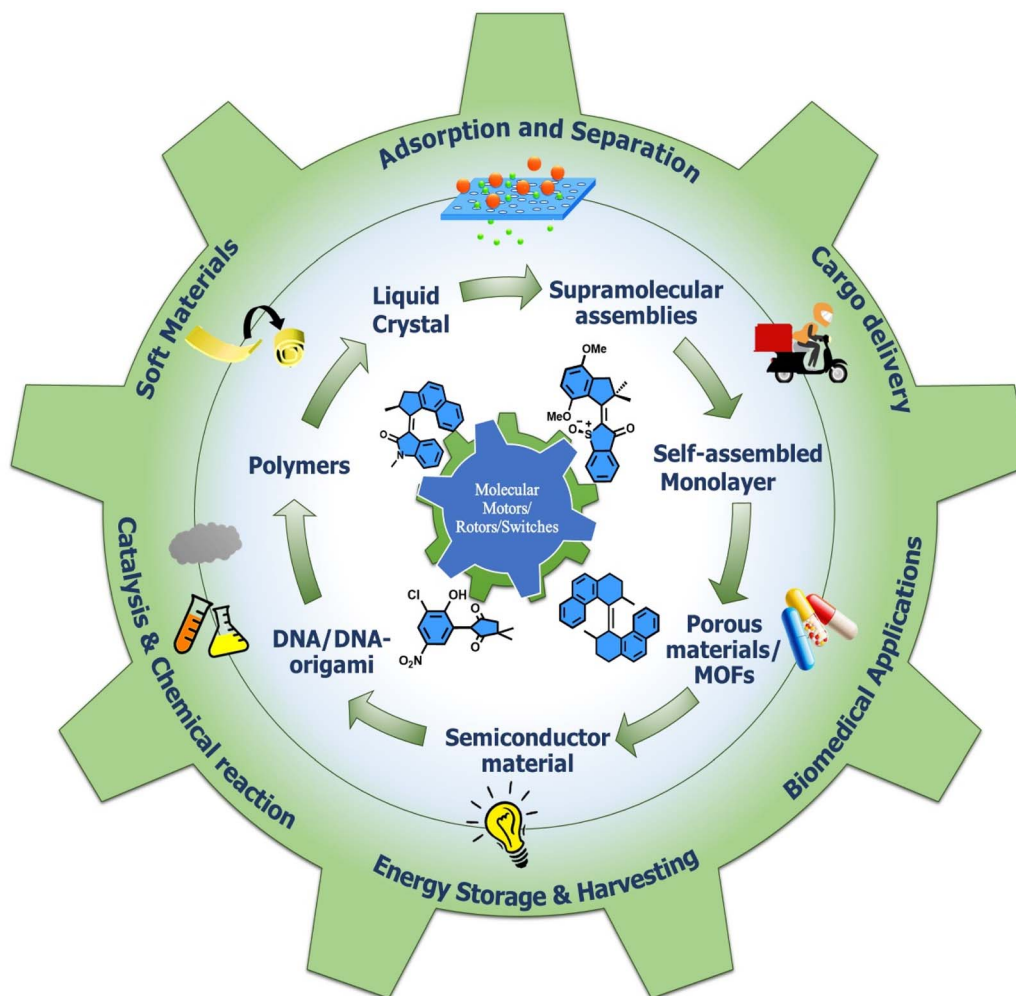 Adsorption and Separation
Cargo delivery
Biomedical Applications
Energy Storage & Harvesting
Catalysis & Chemical reaction
Soft Materials
Liquid
Crystal
Supramolecular
assemblies
Self-assembled
Monolayer
Porous
materials/
MOFs
Semiconductor
material
DNA/DNA-
origami
Polymers
Molecular
Motors/
Rotors/Switches
OMe
MeO
O
−
+
S
O
O
N
Cl
OH
O
O
O₂N